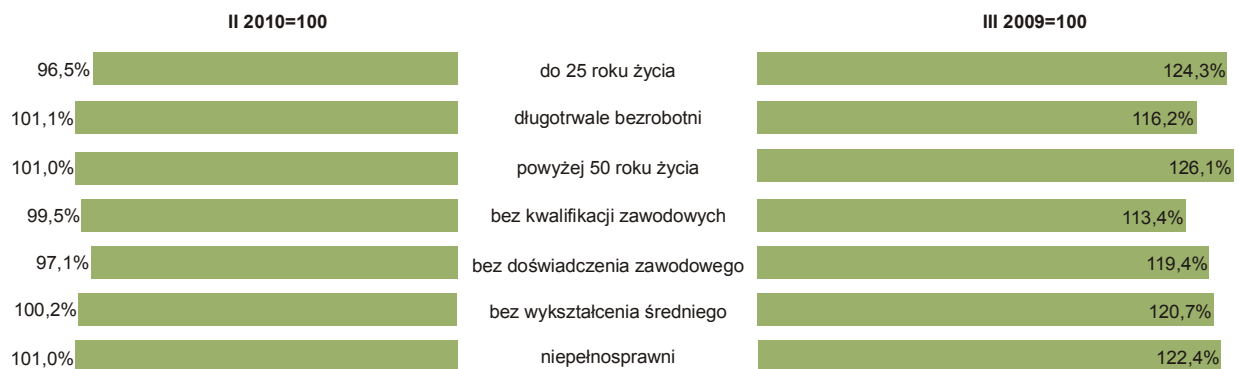 II 2010=100 III 2009=100
96,5% do 25 roku życia 124,3%
101,1% długotrwale bezrobotni 116,2%
101,0% powyżej 50 roku życia 126,1%
99,5% bez kwalifikacji zawodowych 113,4%
97,1% bez doświadczenia zawodowego 119,4%
100,2% bez wykształcenia średniego 120,7%
101,0% niepełnosprawni 122,4%